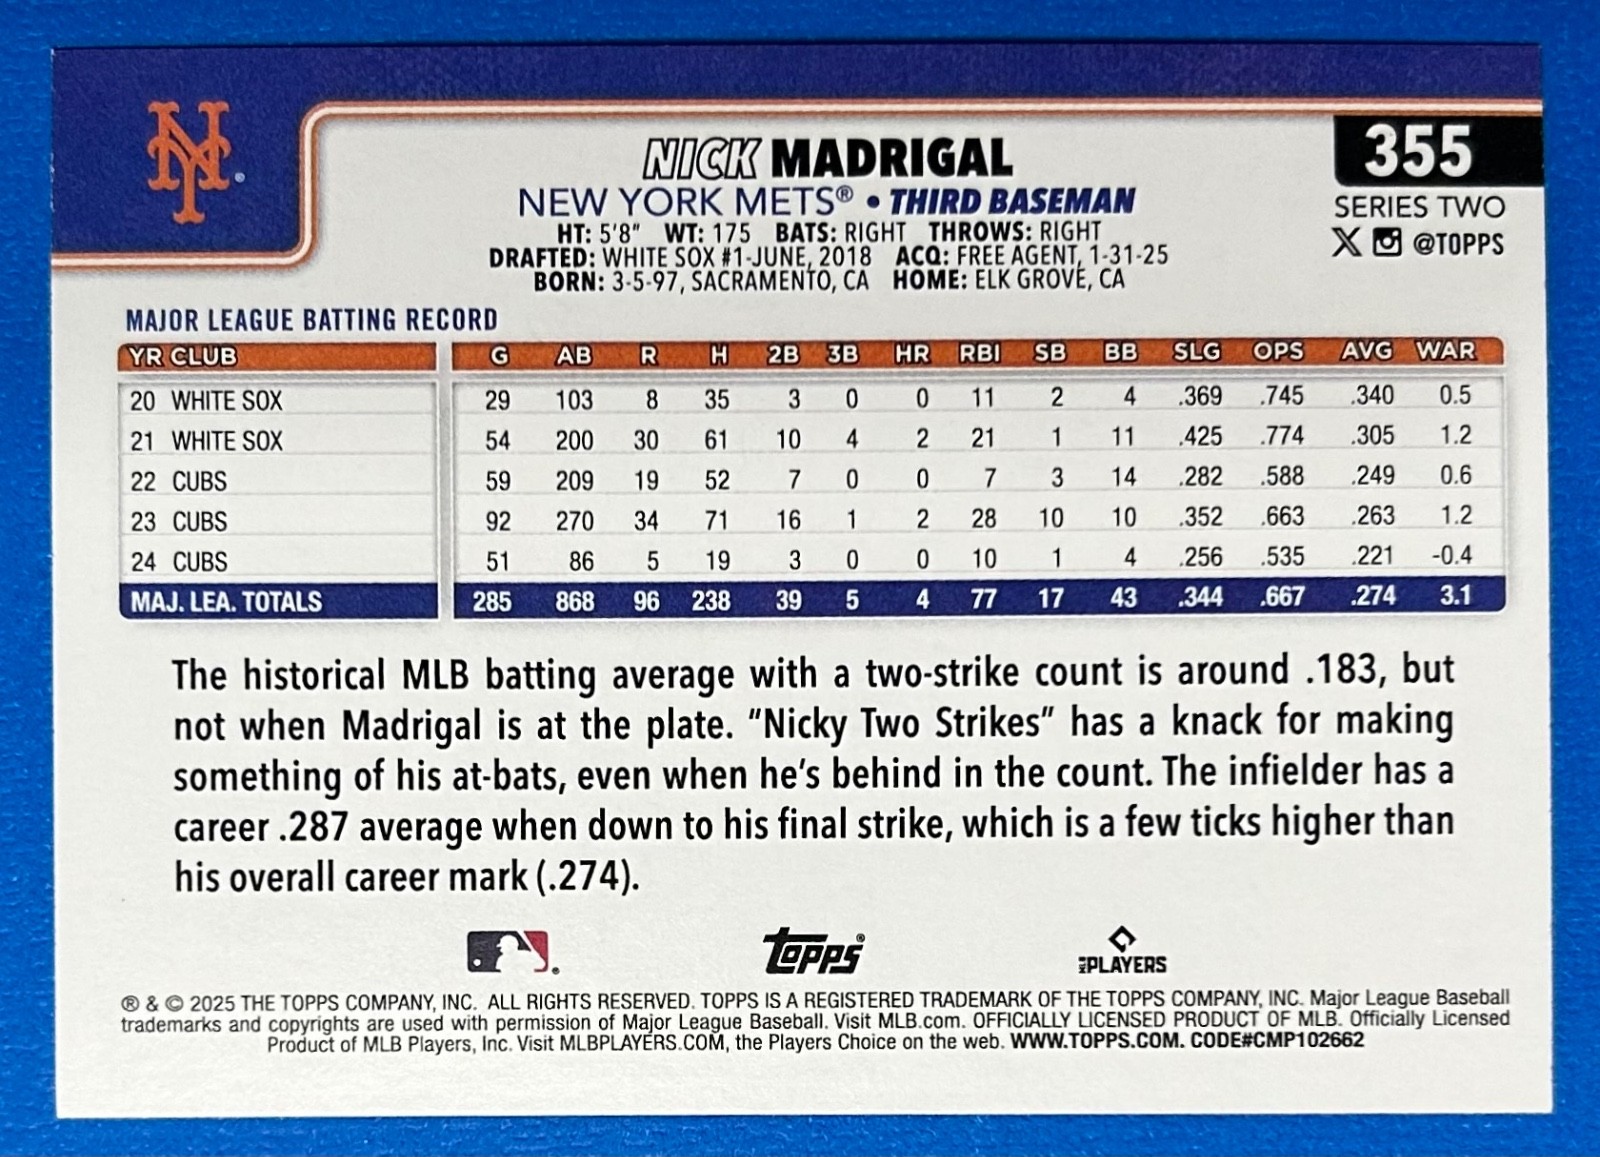 NY
NICK MADRIGAL
355
NEW YORK METS® • THIRD BASEMAN
SERIES TWO
HT: 5'8" WT: 175 BATS: RIGHT THROWS: RIGHT
@TOPPS
DRAFTED: WHITE SOX #1-JUNE, 2018 ACQ: FREE AGENT, 1-31-25
BORN: 3-5-97, SACRAMENTO, CA HOME: ELK GROVE, CA
MAJOR LEAGUE BATTING RECORD
YR CLUB G AB R H 2B 3B HR RBI SB BB SLG OPS AVG WAR
20 WHITE SOX 29 103 8 35 3 0 0 11 2 4 .369 .745 .340 0.5
21 WHITE SOX 54 200 30 61 10 4 2 21 1 11 .425 .774 .305 1.2
22 CUBS 59 209 19 52 7 0 0 7 3 14 .282 .588 .249 0.6
23 CUBS 92 270 34 71 16 1 2 28 10 10 .352 .663 .263 1.2
24 CUBS 51 86 5 19 3 0 0 10 1 4 .256 .535 .221 -0.4
MAJ. LEA. TOTALS 285 868 96 238 39 5 4 77 17 43 .344 .667 .274 3.1
The historical MLB batting average with a two-strike count is around .183, but
not when Madrigal is at the plate. "Nicky Two Strikes" has a knack for making
something of his at-bats, even when he's behind in the count. The infielder has a
career .287 average when down to his final strike, which is a few ticks higher than
his overall career mark (.274).
Topps®
MLB PLAYERS
® & © 2025 THE TOPPS COMPANY, INC. ALL RIGHTS RESERVED. TOPPS IS A REGISTERED TRADEMARK OF THE TOPPS COMPANY, INC. Major League Baseball
trademarks and copyrights are used with permission of Major League Baseball. Visit MLB.com. OFFICIALLY LICENSED PRODUCT OF MLB. Officially Licensed
Product of MLB Players, Inc. Visit MLBPLAYERS.COM, the Players Choice on the web. WWW.TOPPS.COM. CODE#CMP102662